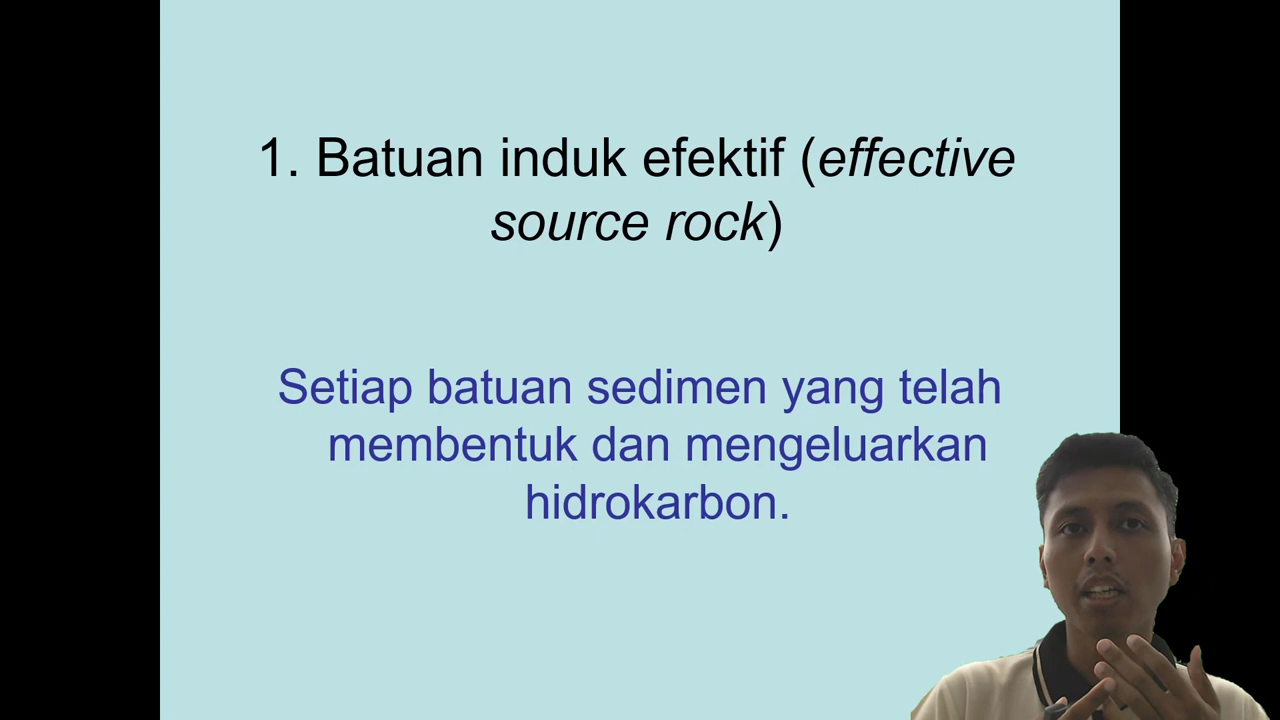 1. Batuan induk efektif (effective
source rock)
Setiap batuan sedimen yang telah
membentuk dan mengeluarkan
hidrokarbon.